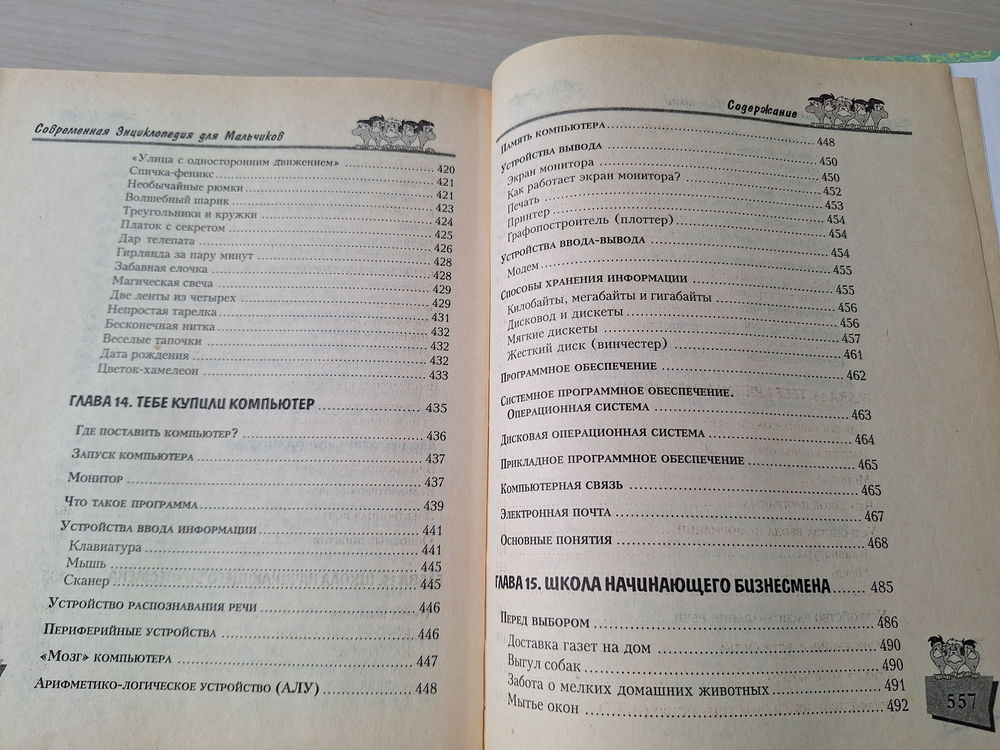 Современная Энциклопедия для Мальчиков
«Улица с односторонним движением» 420
Спичка-феникс 421
Необычайные рюмки 421
Волшебный шарик 423
Треугольники и кружки 424
Платок с секретом 425
Дар телепата 426
Гирлянда за пару минут 428
Забавная елочка 428
Магическая свеча 429
Две ленты из четырех 429
Непростая тарелка 431
Бесконечная нитка 432
Веселые тапочки 432
Дата рождения 432
Цветок-хамелеон 433
ГЛАВА 14. ТЕБЕ КУПИЛИ КОМПЬЮТЕР 435
Где поставить компьютер? 436
Запуск компьютера 437
Монитор 437
Что такое программа 439
Устройства ввода информации 441
Клавиатура 441
Мышь 445
Сканер 445
Устройство распознавания речи 446
Периферийные устройства 446
«Мозг» компьютера 447
Арифметико-логическое устройство (АЛУ) 448
Содержание
Память компьютера 448
Устройства вывода 450
Экран монитора 450
Как работает экран монитора? 452
Печать 453
Принтер 454
Графопостроитель (плоттер) 454
Устройства ввода-вывода 454
Модем 455
Способы хранения информации 455
Килобайты, мегабайты и гигабайты 456
Дисковод и дискеты 456
Мягкие дискеты 457
Жесткий диск (винчестер) 461
Программное обеспечение 462
Системное программное обеспечение.
Операционная система 463
Дисковая операционная система 464
Прикладное программное обеспечение 465
Компьютерная связь 465
Электронная почта 467
Основные понятия 468
ГЛАВА 15. ШКОЛА НАЧИНАЮЩЕГО БИЗНЕСМЕНА 485
Перед выбором 486
Доставка газет на дом 490
Выгул собак 490
Забота о мелких домашних животных 491
Мытье окон 492
557